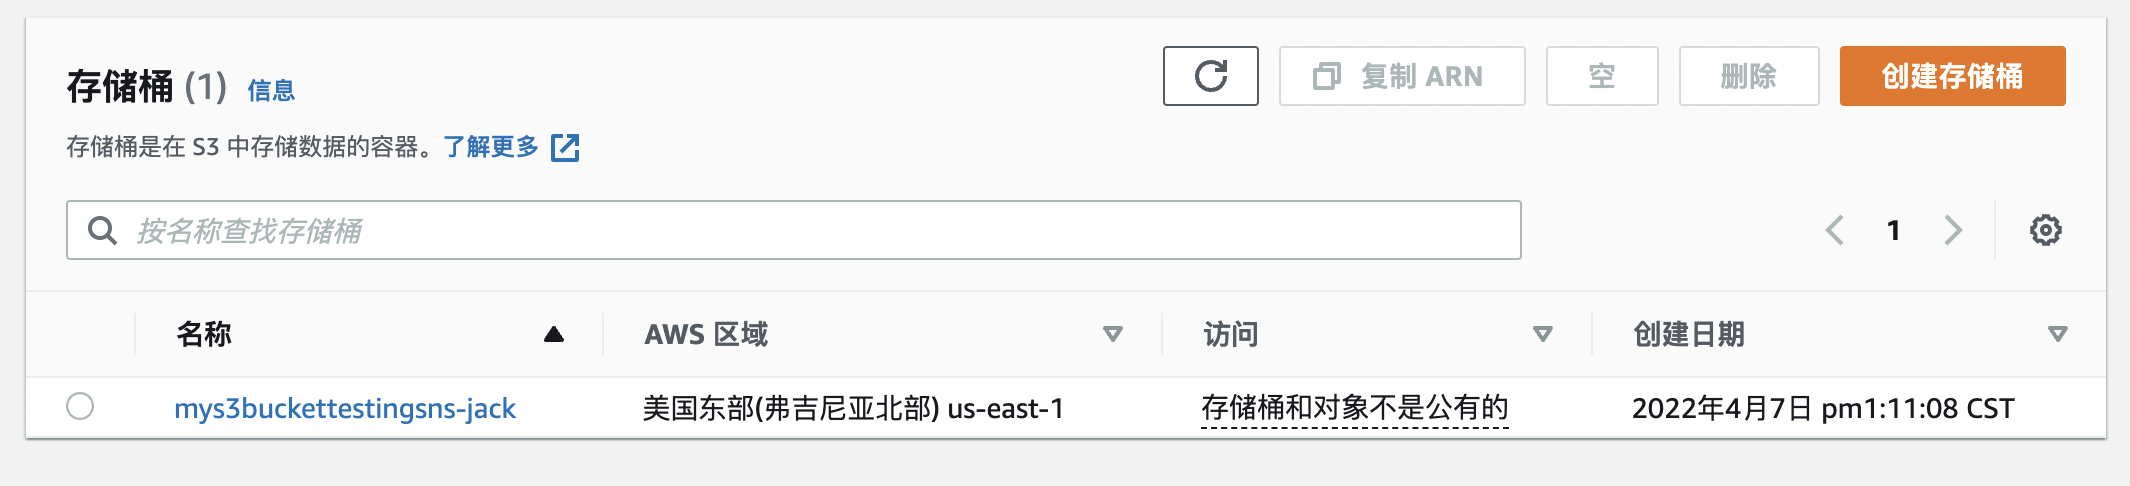 存储桶 (1) 信息
复制 ARN
空
删除
创建存储桶
存储桶是在 S3 中存储数据的容器。了解更多
按名称查找存储桶
1
名称 AWS 区域 访问 创建日期
mys3buckettestingsns-jack 美国东部(弗吉尼亚北部) us-east-1 存储桶和对象不是公有的 2022年4月7日 pm1:11:08 CST